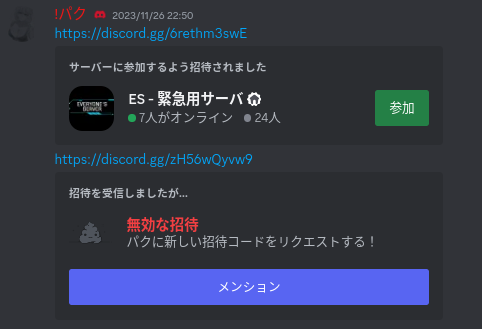 !パク 2023/11/26 22:50
https://discord.gg/6rethm3swE
サーバーに参加するよう招待されました
EVERYONE'S SERVER
ES - 緊急用サーバ
7人がオンライン 24人
参加
https://discord.gg/zH56wQyvw9
招待を受信しましたが...
無効な招待
パクに新しい招待コードをリクエストする！
メンション